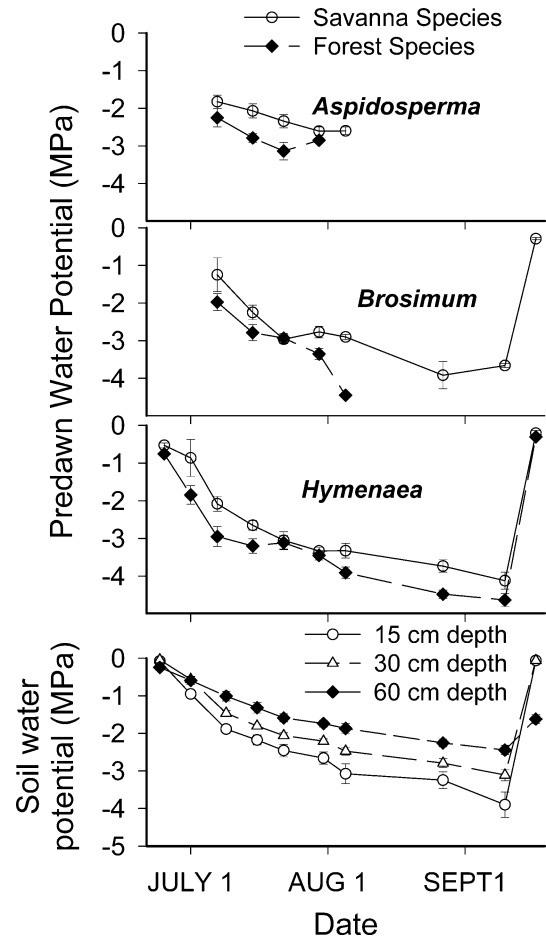 Savanna Species
Forest Species
0
-1
-2
-3
-4
Aspidosperma
0
-1
-2
-3
-4
Brosimum
0
-1
-2
-3
-4
Hymenaea
Predawn Water Potential (MPa)
15 cm depth
30 cm depth
60 cm depth
0
-1
-2
-3
-4
-5
Soil water
potential (MPa)
JULY 1 AUG 1 SEPT1
Date